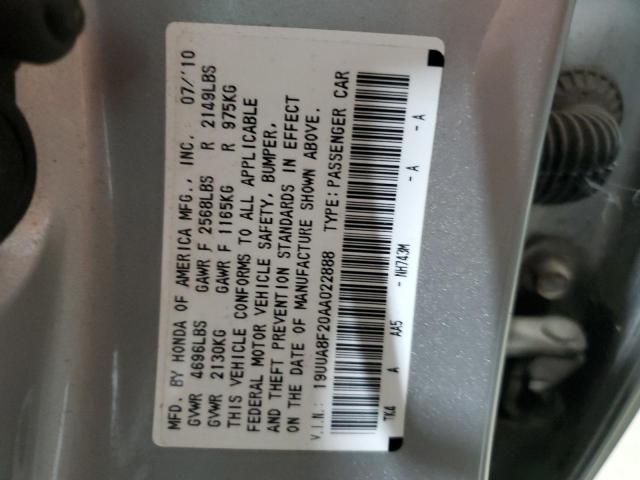 MFD. BY HONDA OF AMERICA MFG., INC. 07/'10
GVWR 4696LBS GAWR F 2568LBS R 2149LBS
GVWR 2130KG GAWR F 1165KG R 975KG
THIS VEHICLE CONFORMS TO ALL APPLICABLE
FEDERAL MOTOR VEHICLE SAFETY, BUMPER,
AND THEFT PREVENTION STANDARDS IN EFFECT
ON THE DATE OF MANUFACTURE SHOWN ABOVE.
V.I.N.: 19UUA8F20AA022888 TYPE:PASSENGER CAR
TK4 A AA5 - NH743M - A - A